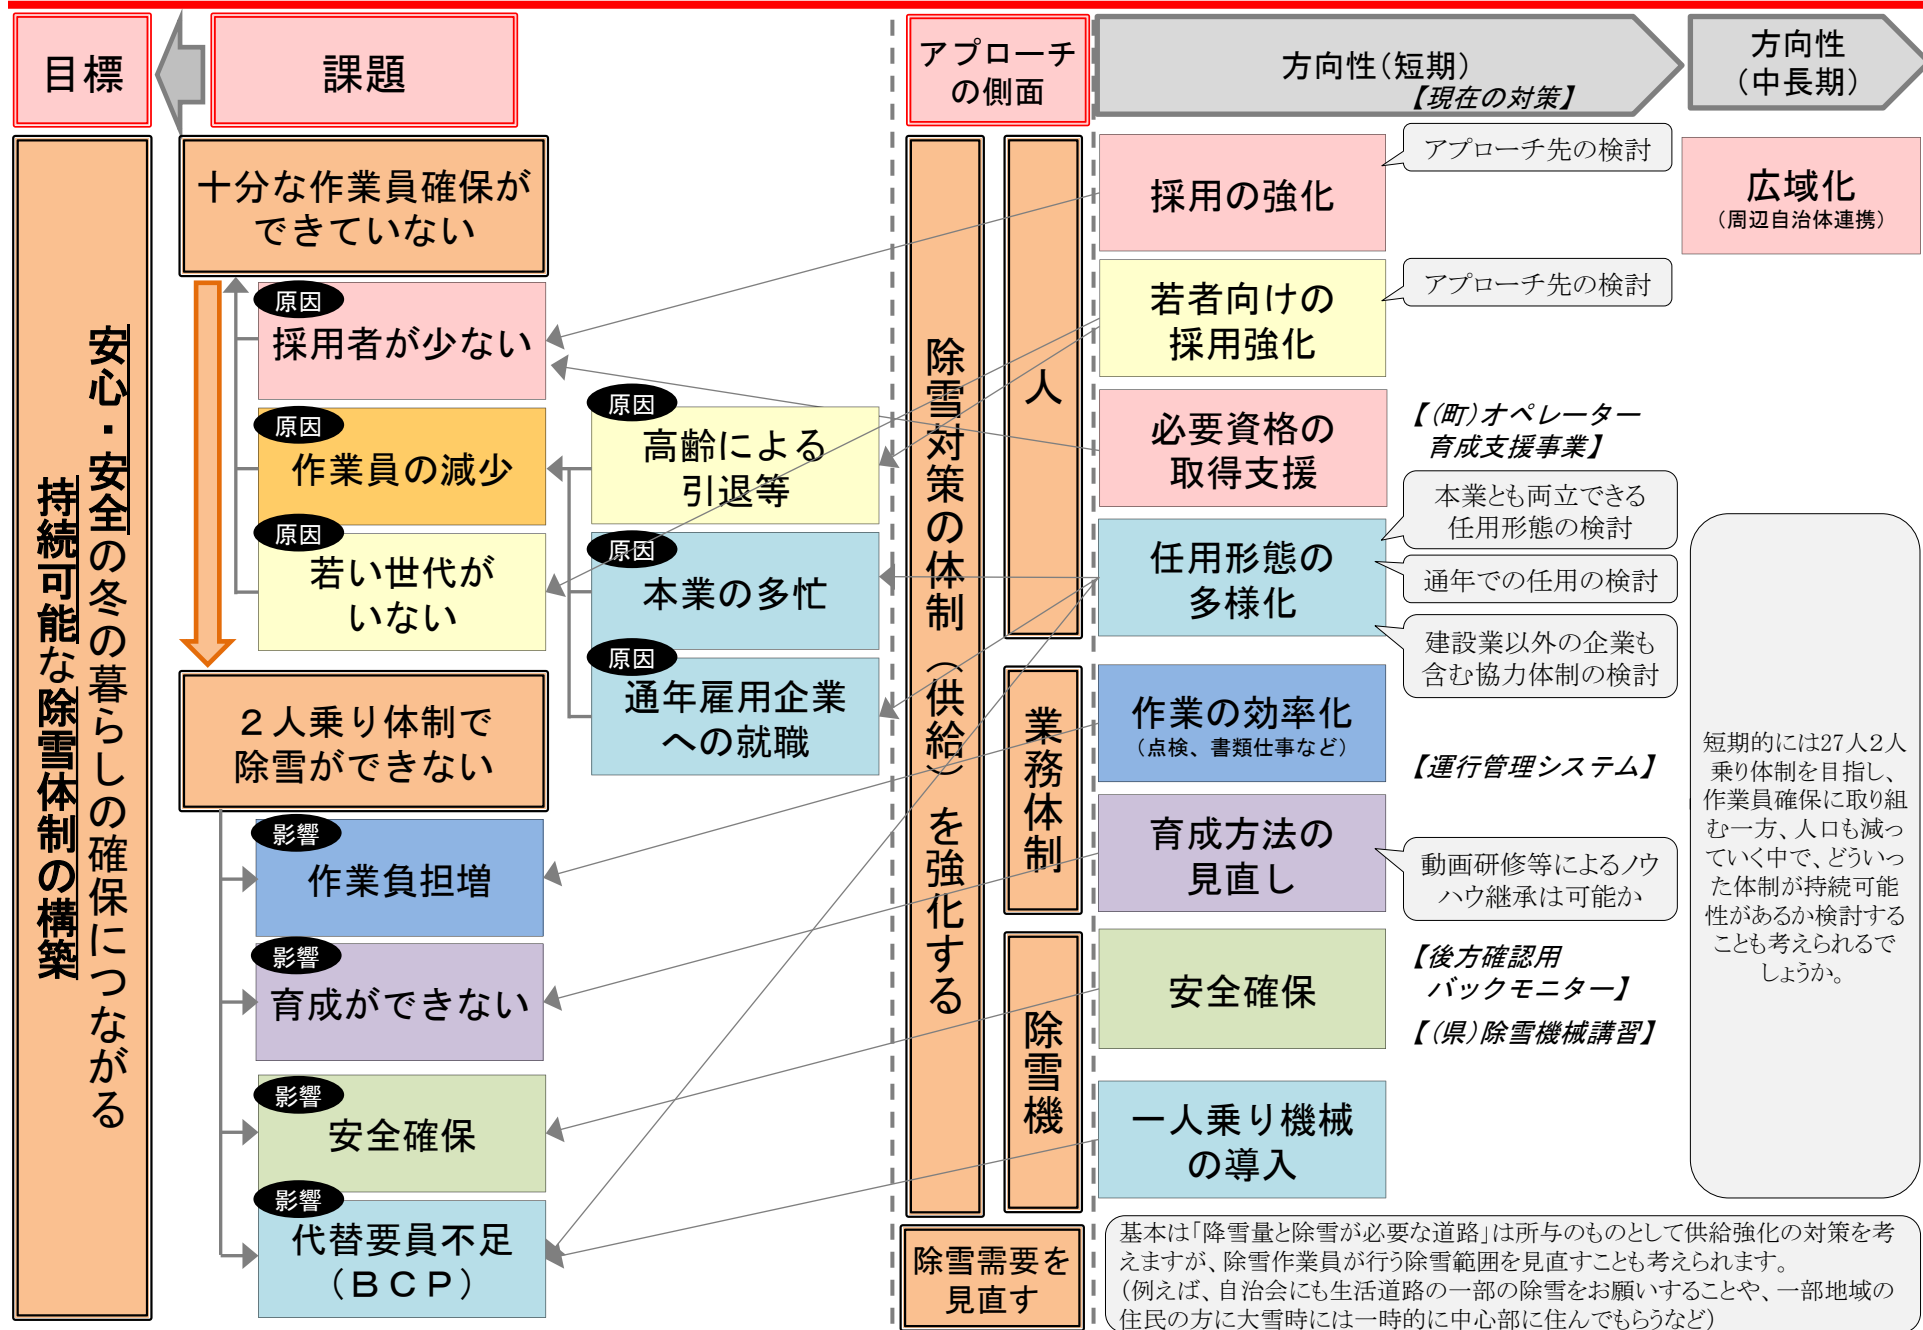 目標
課題
アプローチ
の側面
方向性(短期)
【現在の対策】
方向性
(中長期)
安心・安全の冬の暮らしの確保につながる
持続可能な除雪体制の構築
十分な作業員確保が
できていない
原因
採用者が少ない
原因
作業員の減少
原因
若い世代が
いない
原因
高齢による
引退等
原因
本業の多忙
原因
通年雇用企業
への就職
２人乗り体制で
除雪ができない
影響
作業負担増
影響
育成ができない
影響
安全確保
影響
代替要員不足
(ＢＣＰ)
除雪対策の体制(供給)を強化する
人
業務体制
除雪機
除雪需要を
見直す
採用の強化
アプローチ先の検討
若者向けの
採用強化
アプローチ先の検討
必要資格の
取得支援
【(町)オペレーター
育成支援事業】
任用形態の
多様化
本業とも両立できる
任用形態の検討
通年での任用の検討
建設業以外の企業も
含む協力体制の検討
作業の効率化
(点検、書類仕事など)
【運行管理システム】
育成方法の
見直し
動画研修等によるノウ
ハウ継承は可能か
安全確保
【後方確認用
バックモニター】
【(県)除雪機械講習】
一人乗り機械
の導入
広域化
(周辺自治体連携)
短期的には27人2人
乗り体制を目指し、
作業員確保に取り組
む一方、人口も減っ
ていく中で、どういっ
た体制が持続可能
性があるか検討する
ことも考えられるで
しょうか。
基本は「降雪量と除雪が必要な道路」は所与のものとして供給強化の対策を考
えますが、除雪作業員が行う除雪範囲を見直すことも考えられます。
(例えば、自治会にも生活道路の一部の除雪をお願いすることや、一部地域の
住民の方に大雪時には一時的に中心部に住んでもらうなど)